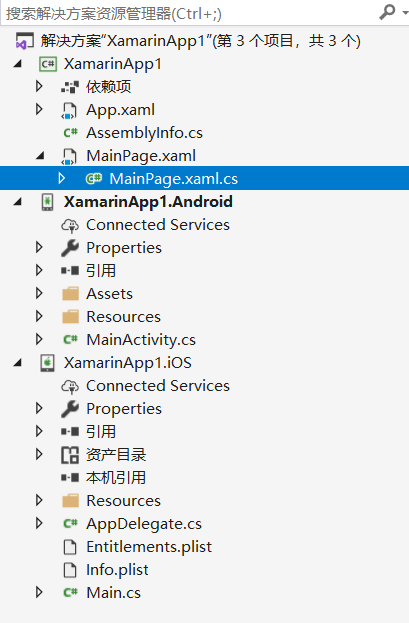 搜索解决方案资源管理器(Ctrl+;)
解决方案"XamarinApp1"(第 3 个项目，共 3 个)
C# XamarinApp1
依赖项
App.xaml
C# AssemblyInfo.cs
MainPage.xaml
MainPage.xaml.cs
XamarinApp1.Android
Connected Services
Properties
引用
Assets
Resources
C# MainActivity.cs
XamarinApp1.iOS
Connected Services
Properties
引用
资产目录
本机引用
Resources
C# AppDelegate.cs
Entitlements.plist
Info.plist
C# Main.cs